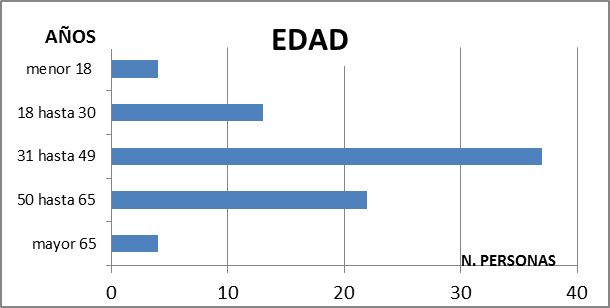 EDAD
AÑOS
menor 18
18 hasta 30
31 hasta 49
50 hasta 65
mayor 65
N. PERSONAS
0 10 20 30 40